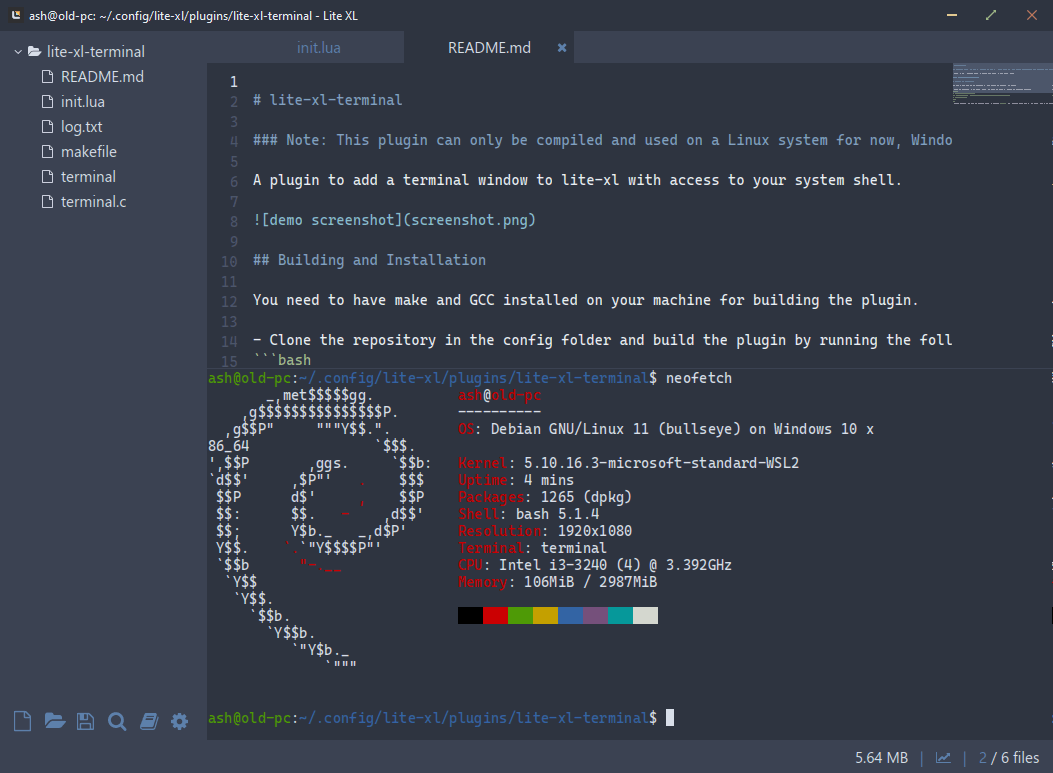 ash@old-pc: ~/.config/lite-xl/plugins/lite-xl-terminal - Lite XL
lite-xl-terminal
README.md
init.lua
log.txt
makefile
terminal
terminal.c
init.lua
README.md
1
2 # lite-xl-terminal
3
4 ### Note: This plugin can only be compiled and used on a Linux system for now, Windo
5
6 A plugin to add a terminal window to lite-xl with access to your system shell.
7
8 ![demo screenshot](screenshot.png)
9
10 ## Building and Installation
11
12 You need to have make and GCC installed on your machine for building the plugin.
13
14 - Clone the repository in the config folder and build the plugin by running the foll
15 ```bash
ash@old-pc:~/.config/lite-xl/plugins/lite-xl-terminal$ neofetch
_,met$$$$$gg. ash@old-pc
,g$$$$$$$$$$$$$$$P. ----------
,g$$P" """Y$$.". OS: Debian GNU/Linux 11 (bullseye) on Windows 10 x
86_64 `$$$.
',$$P ,ggs. `$$b: Kernel: 5.10.16.3-microsoft-standard-WSL2
`d$$' ,$P"' . $$$ Uptime: 4 mins
$$P d$' , $$P Packages: 1265 (dpkg)
$$: $$. - ,d$$' Shell: bash 5.1.4
$$; Y$b._ _,d$P' Resolution: 1920x1080
Y$$. `.`"Y$$$$P"' Terminal: terminal
`$$b "-.__ CPU: Intel i3-3240 (4) @ 3.392GHz
`Y$$ Memory: 106MiB / 2987MiB
`Y$$.
`$$b.
`Y$$b.
`"Y$b._
`"""
ash@old-pc:~/.config/lite-xl/plugins/lite-xl-terminal$
5.64 MB | | 2 / 6 files